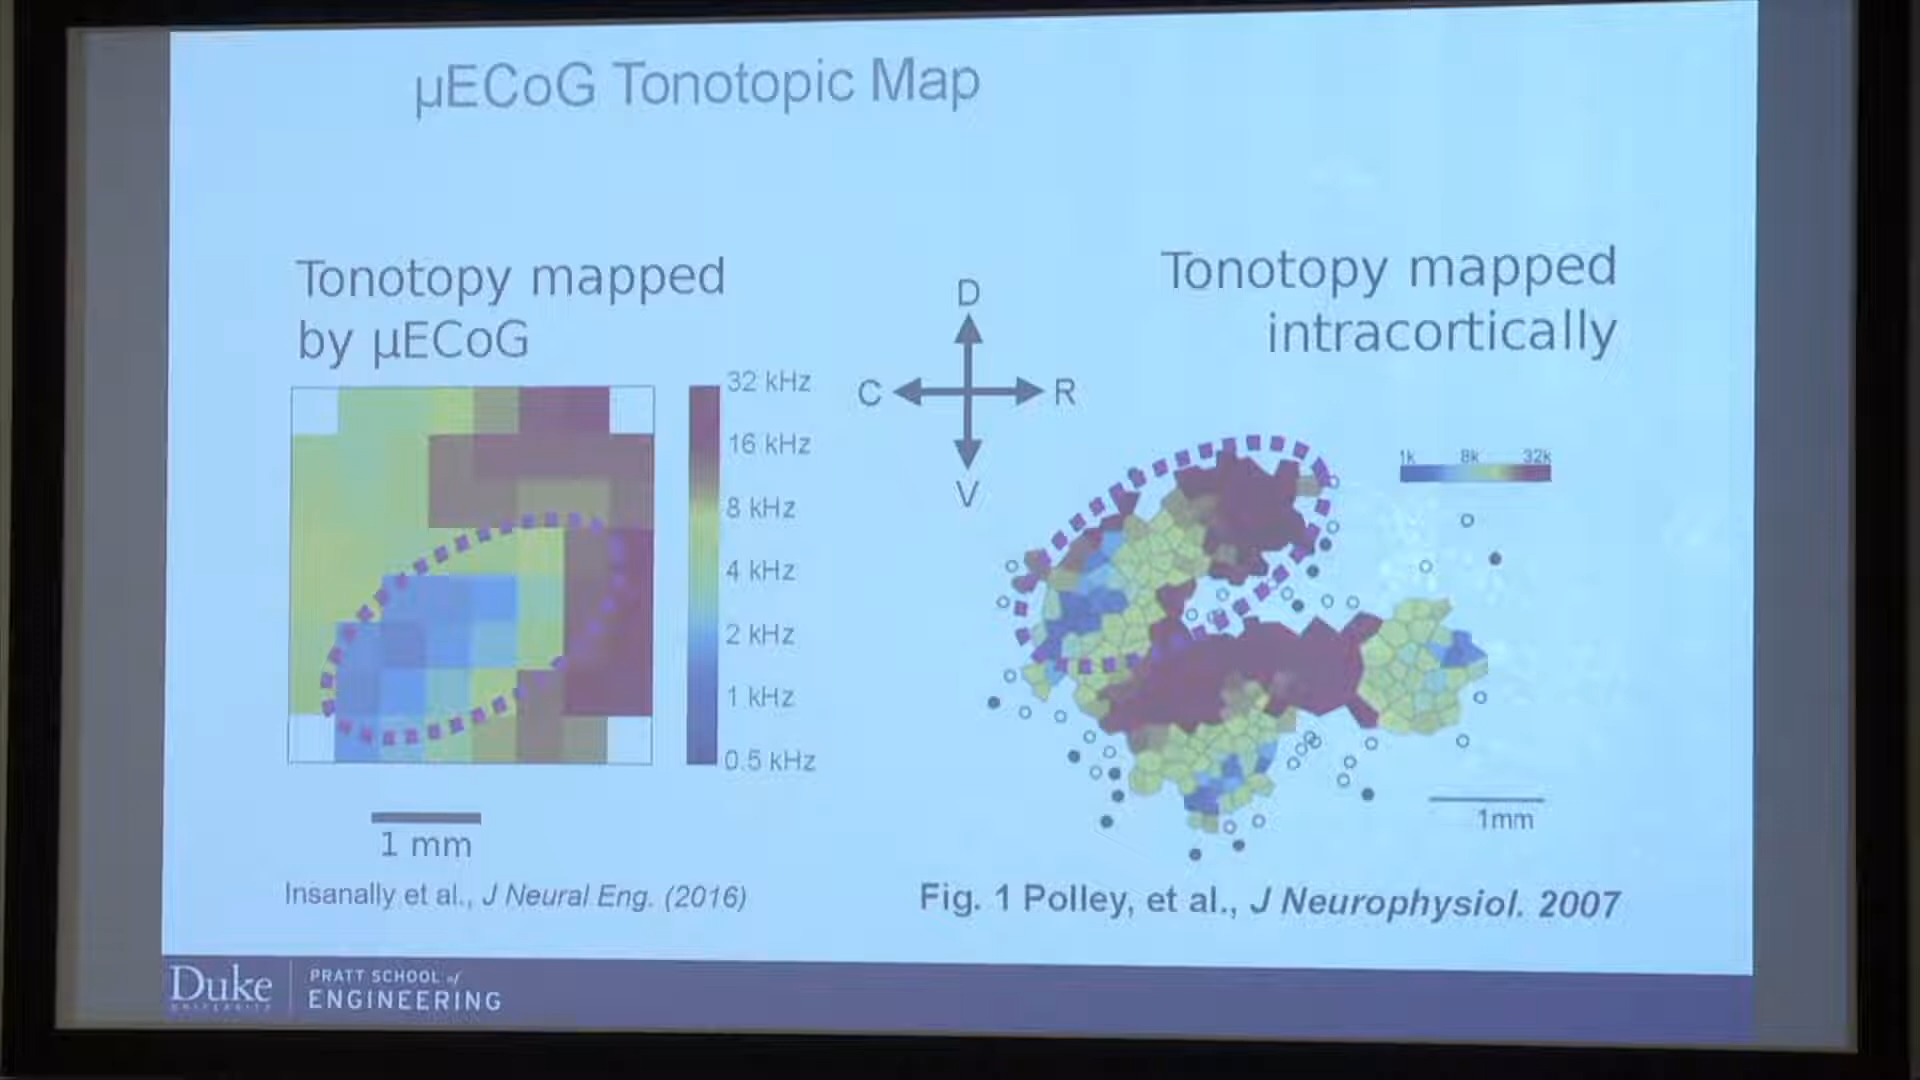 µECoG Tonotopic Map
Tonotopy mapped
by µECoG
32 kHz
16 kHz
8 kHz
4 kHz
2 kHz
1 kHz
0.5 kHz
1 mm
Insanally et al., J Neural Eng. (2016)
D
C
R
V
Tonotopy mapped
intracortically
1k 8k 32k
1mm
Fig. 1 Polley, et al., J Neurophysiol. 2007
Duke
UNIVERSITY
PRATT SCHOOL of
ENGINEERING